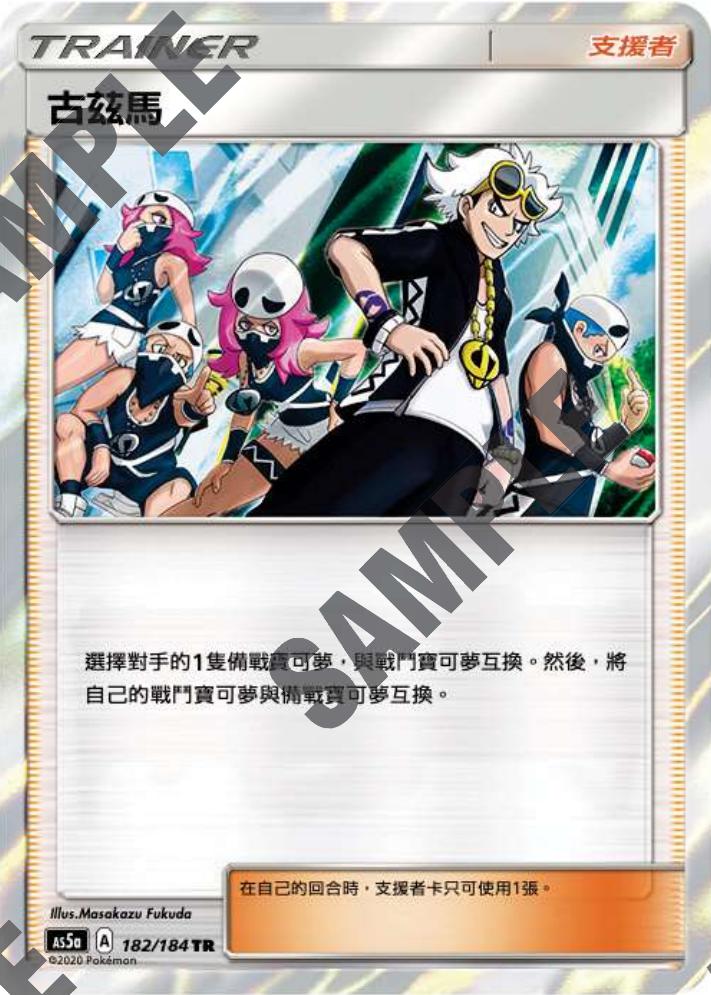 TRAINER
支援者
古茲馬
選擇對手的1隻備戰寶可夢,與戰鬥寶可夢互換。然後,將
自己的戰鬥寶可夢與備戰寶可夢互換。
在自己的回合時,支援者卡只可使用1張。
Illus.Masakazu Fukuda
AS5a A 182/184 TR
©2020 Pokémon
SAMPLE
SAMPLE